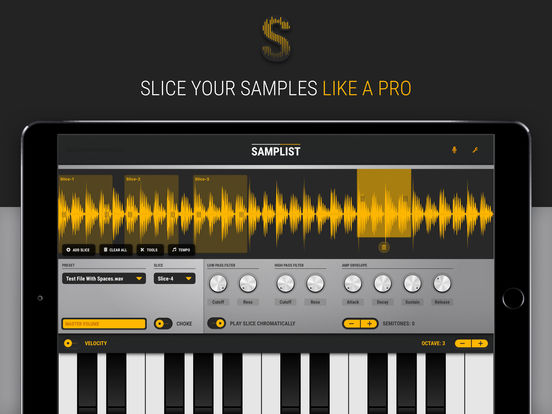 S
SLICE YOUR SAMPLES LIKE A PRO
SAMPLIST
Slice-1
Slice-2
Slice-3
ADD SLICE
CLEAR ALL
TOOLS
TEMPO
PRESET
SLICE
LOW PASS FILTER
HIGH PASS FILTER
AMP ENVELOPE
Test File With Spaces.wav
Slice-4
Cutoff
Reso
Cutoff
Reso
Attack
Decay
Sustain
Release
MASTER VOLUME
CHOKE
PLAY SLICE CHROMATICALLY
SEMITONES: 0
VELOCITY
OCTAVE: 3